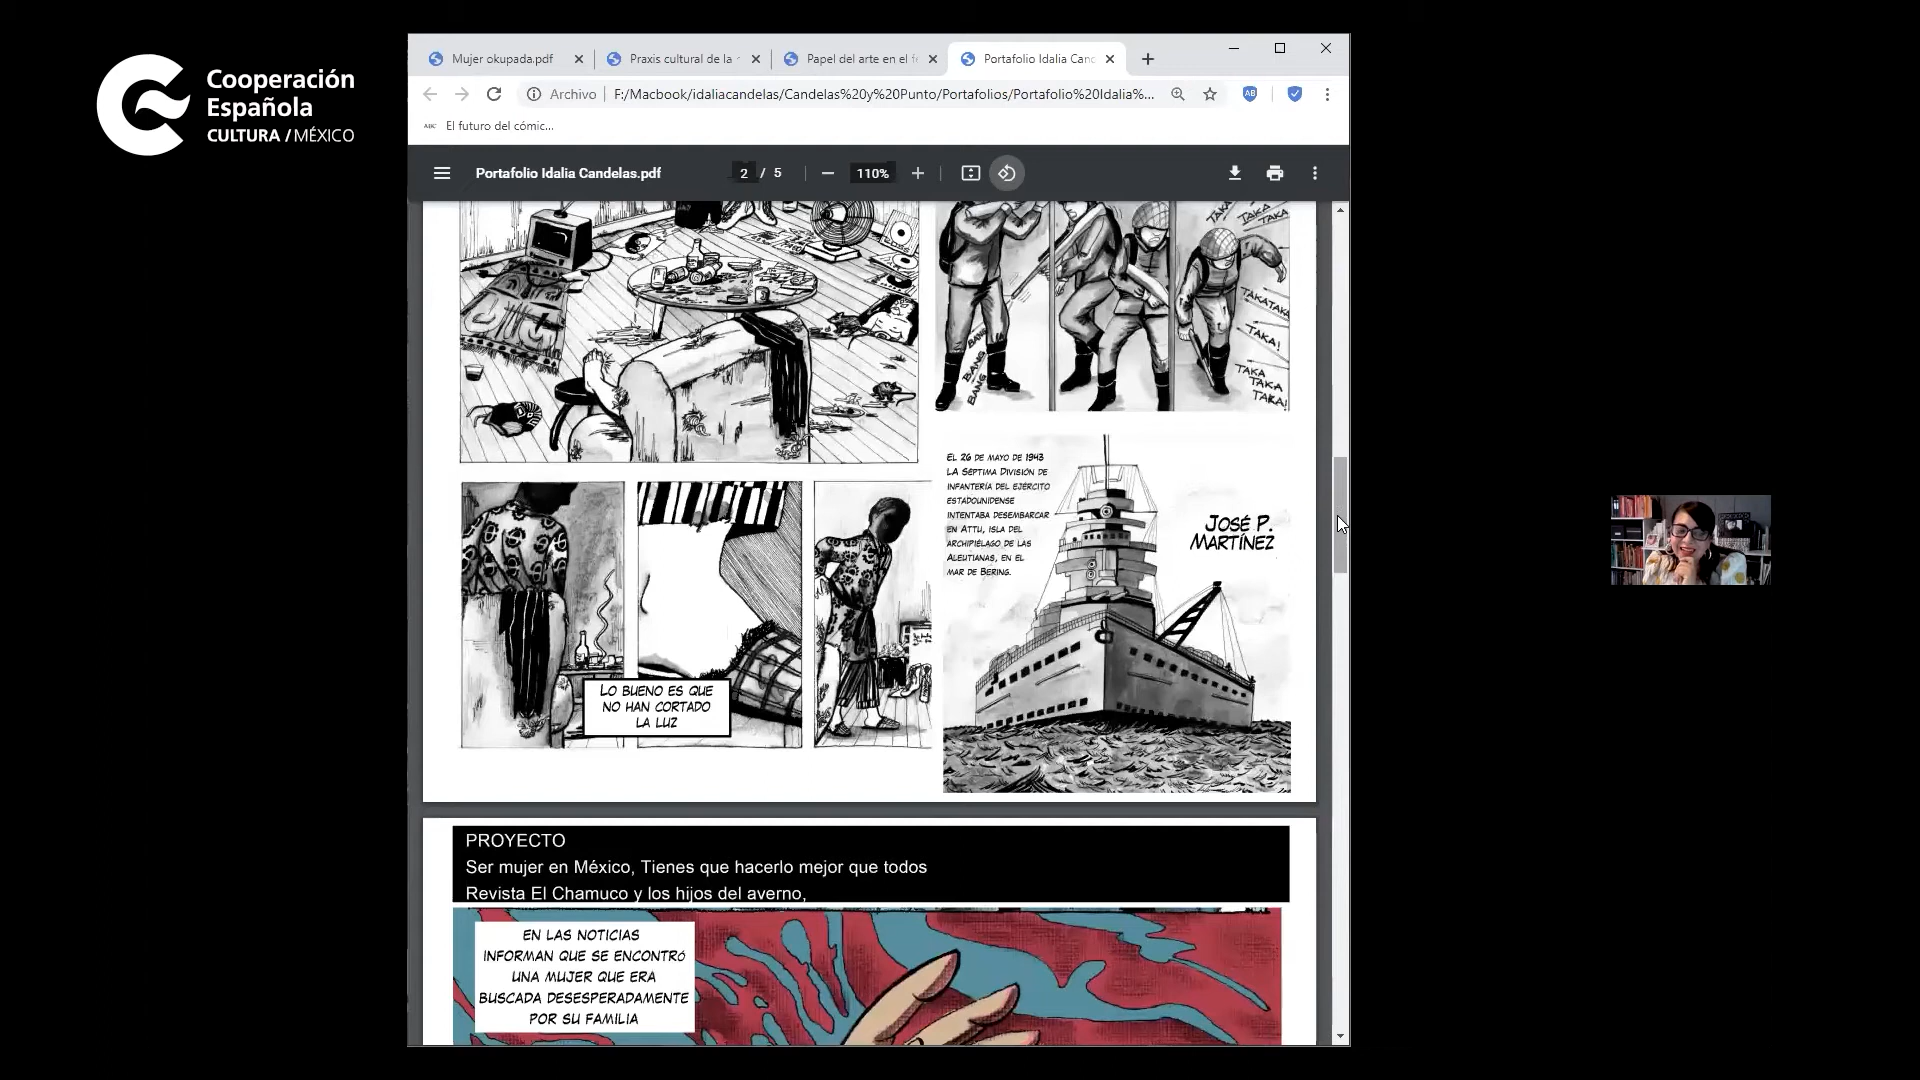 Cooperación
Española
CULTURA / MÉXICO
Mujer okupada.pdf
Praxis cultural de la
Papel del arte en el
Portafolio Idalia Canc
Archivo
F:/Macbook/idaliacandelas/Candelas%20y%20Punto/Portafolios/Portafolio%20Idalia%...
ABC El futuro del cómic...
Portafolio Idalia Candelas.pdf
2 / 5
110%
TAKA
TAKA
TAKA
TAKATAKA
TAKA!
TAKA
TAKA
TAKA!
BANG
BANG
BANG
EL 26 DE MAYO DE 1943
LA SÉPTIMA DIVISIÓN DE
INFANTERÍA DEL EJÉRCITO
ESTADOUNIDENSE
INTENTABA DESEMBARCAR
EN ATTU, ISLA DEL
ARCHIPIÉLAGO DE LAS
ALEUTIANAS, EN EL
MAR DE BERING.
JOSÉ P.
MARTÍNEZ
LO BUENO ES QUE
NO HAN CORTADO
LA LUZ
PROYECTO
Ser mujer en México, Tienes que hacerlo mejor que todos
Revista El Chamuco y los hijos del averno,
EN LAS NOTICIAS
INFORMAN QUE SE ENCONTRÓ
UNA MUJER QUE ERA
BUSCADA DESESPERADAMENTE
POR SU FAMILIA